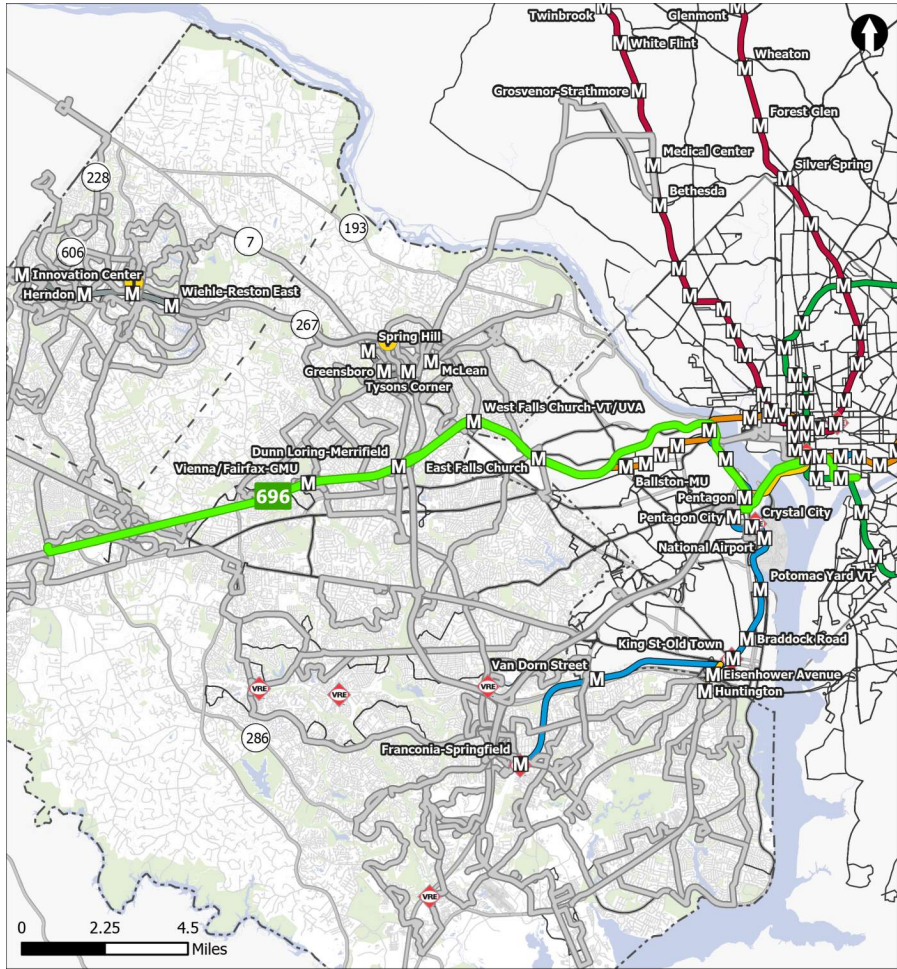 Twinbrook
Glenmont
White Flint
Wheaton
Grosvenor-Strathmore
Forest Glen
Medical Center
Silver Spring
Bethesda
228
193
7
606
Innovation Center
Herndon
Wiehle-Reston East
267
Spring Hill
Greensboro
McLean
Tysons Corner
West Falls Church-VT/UVA
Dunn Loring-Merrifield
East Falls Church
Vienna/Fairfax-GMU
Ballston-MU
696
Pentagon
Crystal City
Pentagon City
National Airport
Potomac Yard VT
Braddock Road
King St-Old Town
Van Dorn Street
Eisenhower Avenue
Huntington
VRE
VRE
VRE
286
Franconia-Springfield
VRE
0 2.25 4.5
Miles